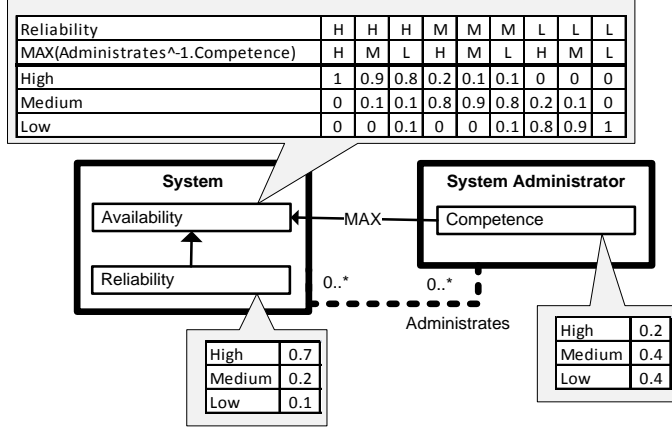 Reliability H H H M M M L L L
MAX(Administrates^-1.Competence) H M L H M L H M L
High 1 0.9 0.8 0.2 0.1 0.1 0 0 0
Medium 0 0.1 0.1 0.8 0.9 0.8 0.2 0.1 0
Low 0 0 0.1 0 0 0.1 0.8 0.9 1
System System Administrator
Availability MAX Competence
Reliability 0..* 0..*
Administrates
High 0.7
Medium 0.2
Low 0.1
High 0.2
Medium 0.4
Low 0.4